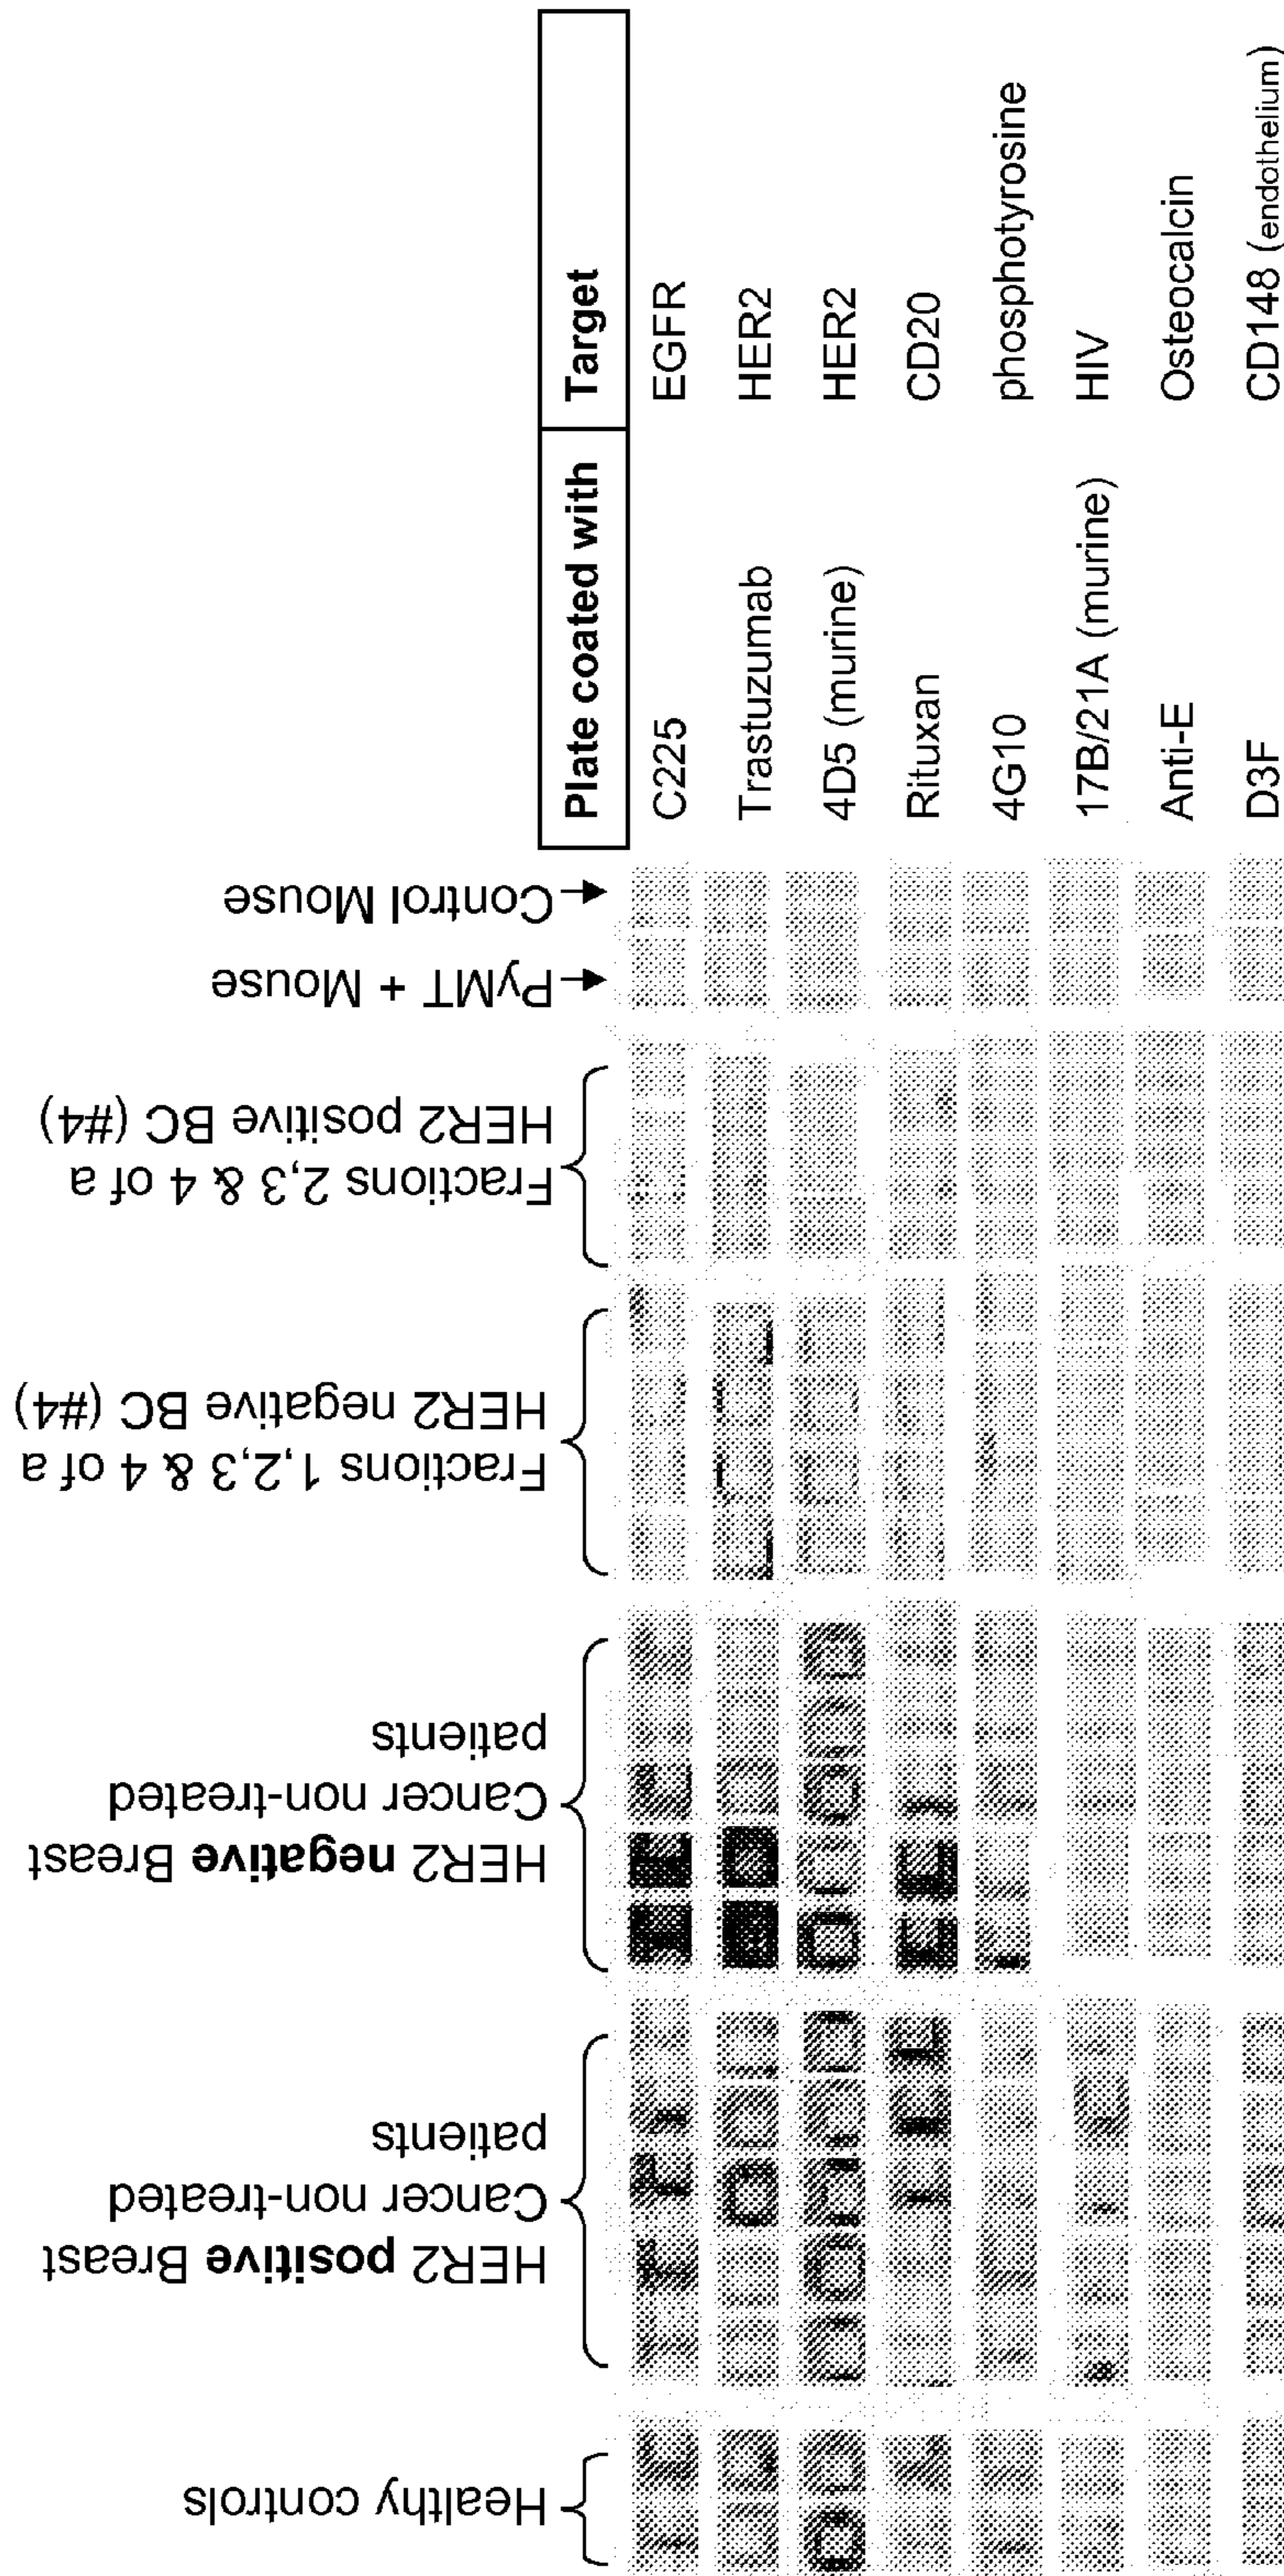 Healthy controls
HER2 positive Breast
Cancer non-treated
patients
HER2 negative Breast
Cancer non-treated
patients
Fractions 1,2,3 & 4 of a
HER2 negative BC (#4)
Fractions 2,3 & 4 of a
HER2 positive BC (#4)
PyMT + Mouse
Control Mouse
Plate coated with Target
C225 EGFR
Trastuzumab HER2
4D5 (murine) HER2
Rituxan CD20
4G10 phosphotyrosine
17B/21A (murine) HIV
Anti-E Osteocalcin
D3F CD148 (endothelium)